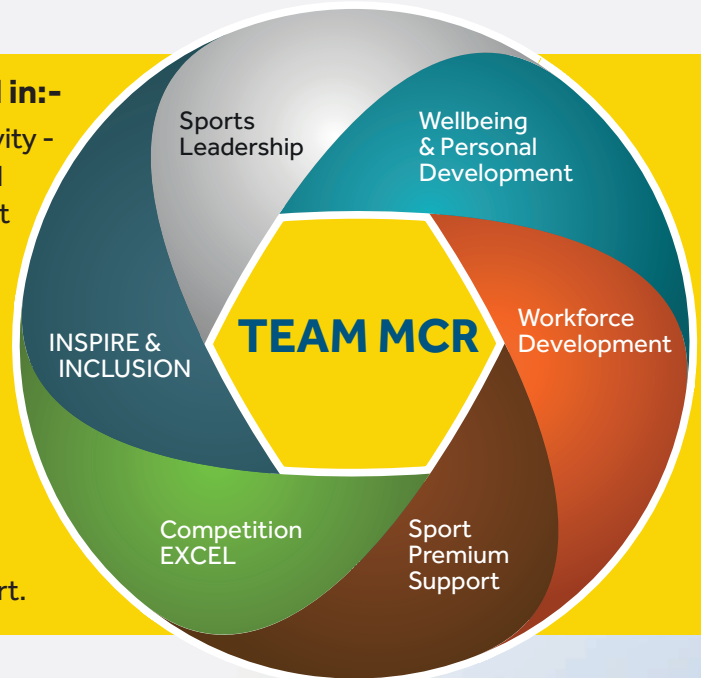 in:-
vity -
t
rt.
Sports
Leadership
Wellbeing
& Personal
Development
Workforce
Development
Sport
Premium
Support
Competition
EXCEL
INSPIRE &
INCLUSION
TEAM MCR